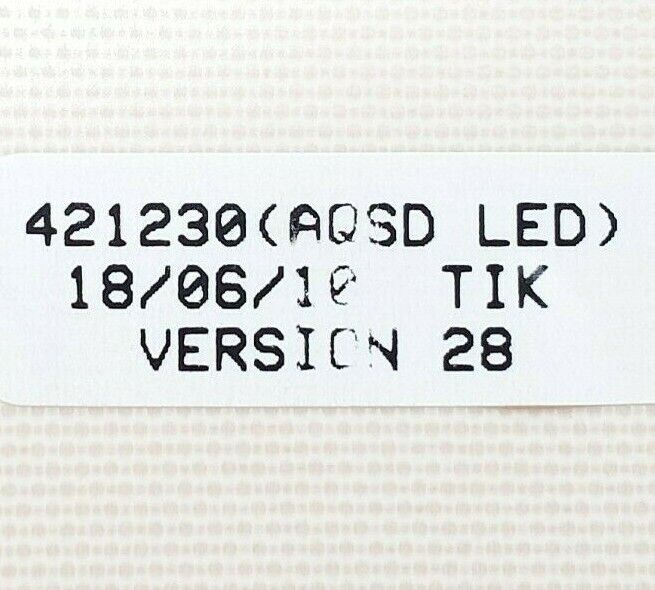 421230(AQSD LED)
18/06/10 TIK
VERSION 28